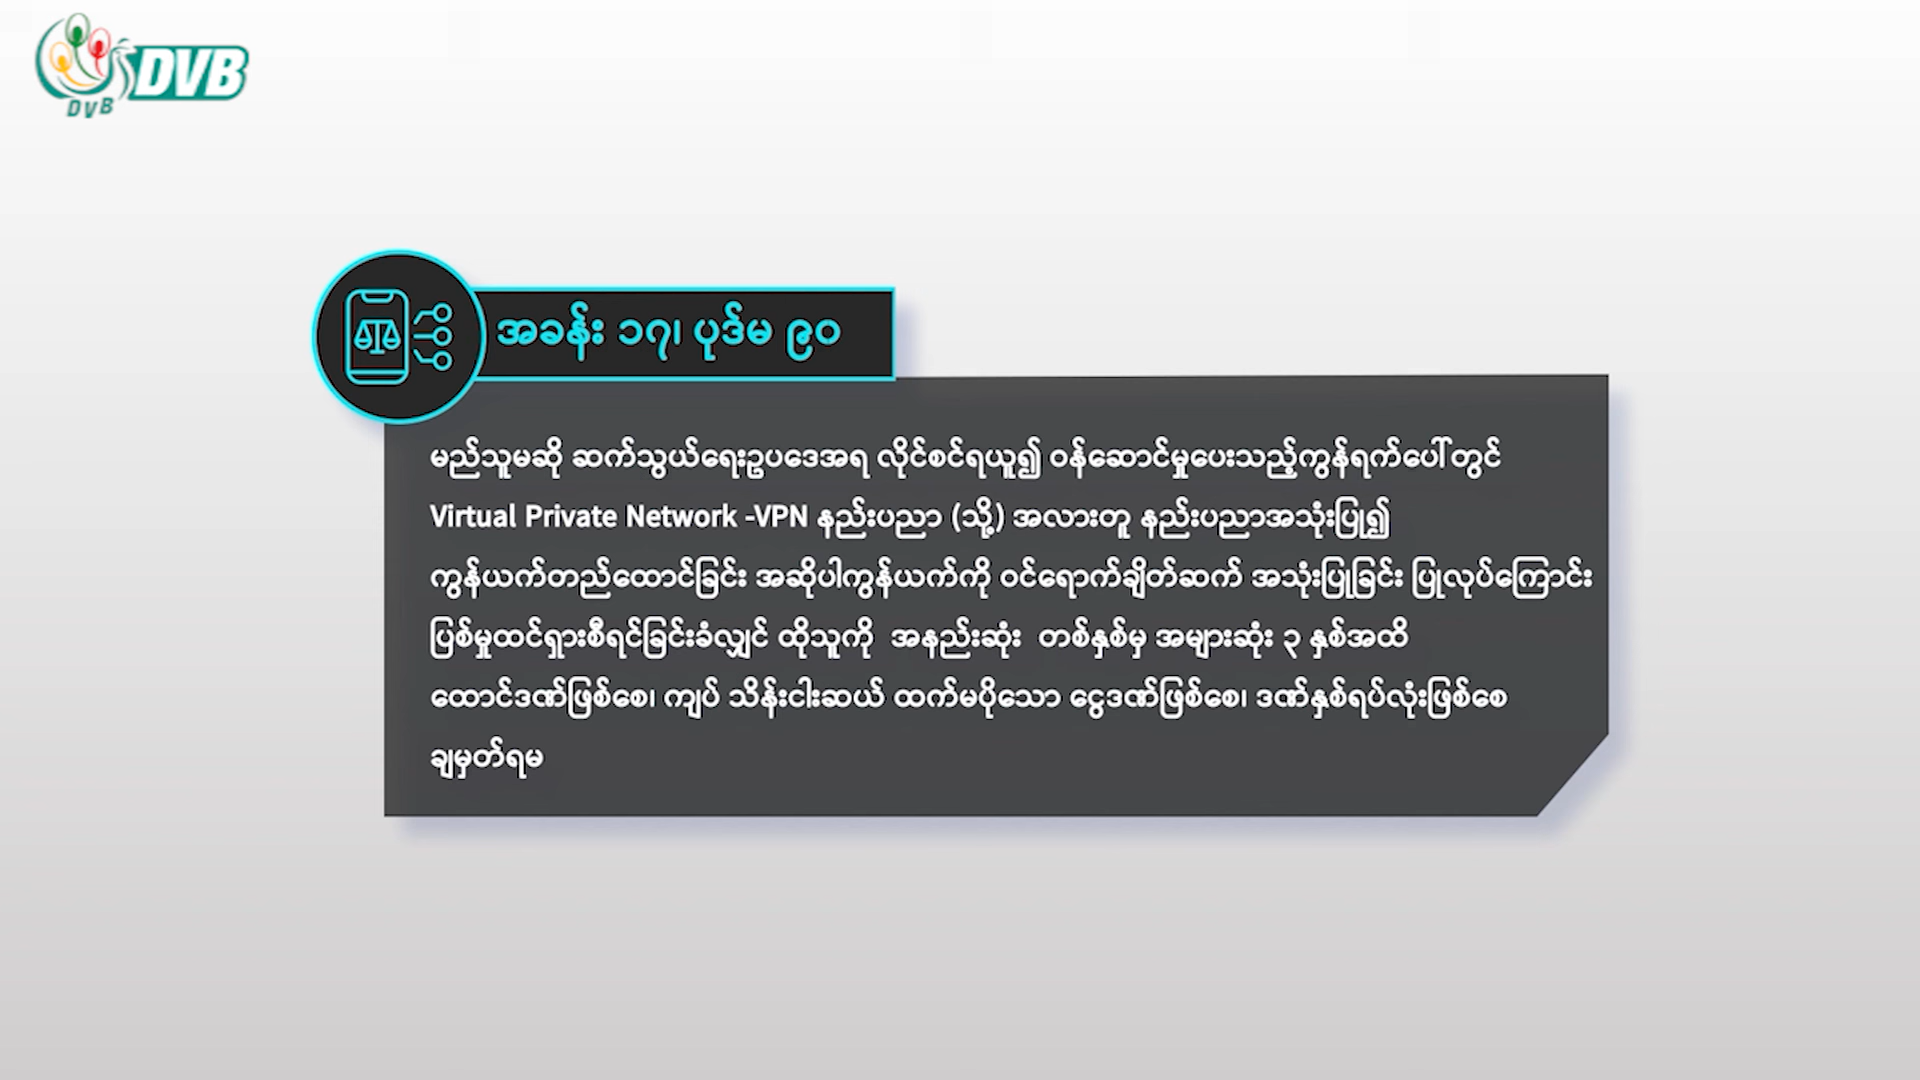 DVB
DVB
အခန်း ၁၇၊ ပုဒ်မ ၉၀
မည်သူမဆို ဆက်သွယ်ရေးဥပဒေအရ လိုင်စင်ရယူ၍ ဝန်ဆောင်မှုပေးသည့်ကွန်ရက်ပေါ်တွင်
Virtual Private Network -VPN နည်းပညာ (သို့) အလားတူ နည်းပညာအသုံးပြု၍
ကွန်ယက်တည်ထောင်ခြင်း အဆိုပါကွန်ယက်ကို ဝင်ရောက်ချိတ်ဆက် အသုံးပြုခြင်း ပြုလုပ်ကြောင်း
ပြစ်မှုထင်ရှားစီရင်ခြင်းခံလျှင် ထိုသူကို အနည်းဆုံး တစ်နှစ်မှ အများဆုံး ၃ နှစ်အထိ
ထောင်ဒဏ်ဖြစ်စေ၊ ကျပ် သိန်းငါးဆယ် ထက်မပိုသော ငွေဒဏ်ဖြစ်စေ၊ ဒဏ်နှစ်ရပ်လုံးဖြစ်စေ
ချမှတ်ရမ